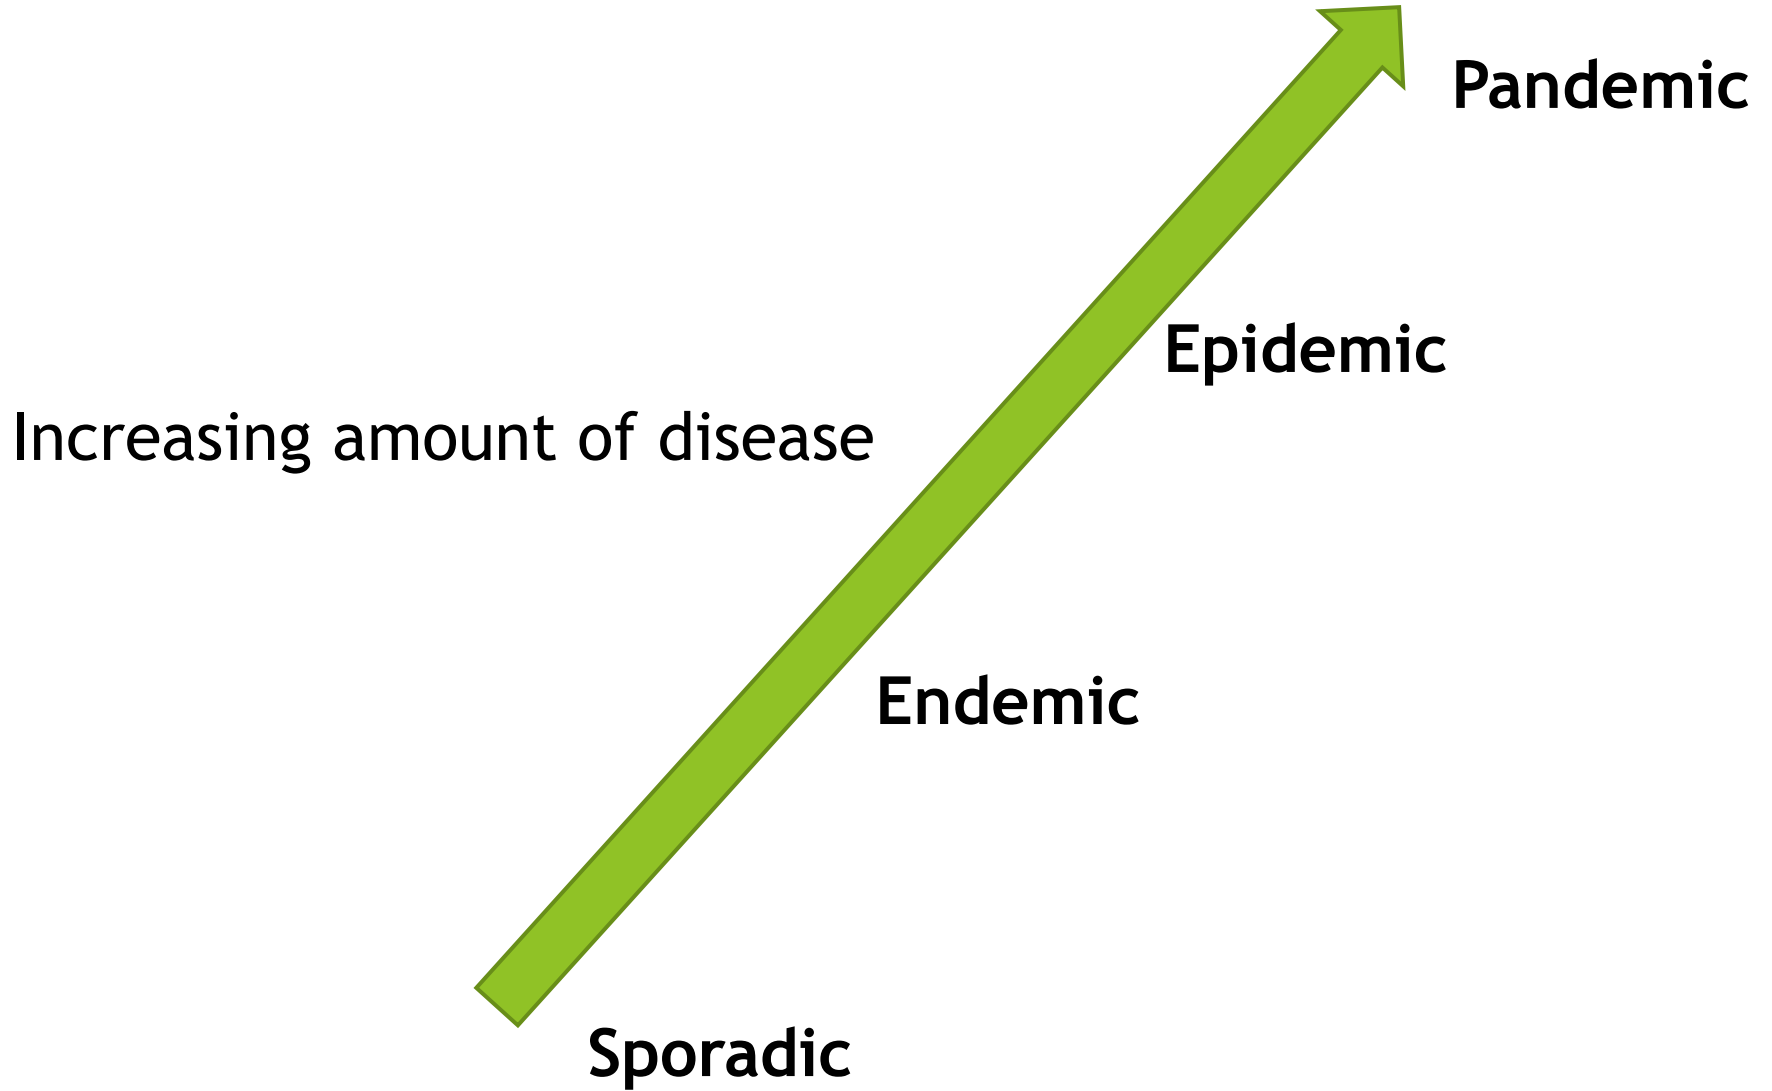 Pandemic
Epidemic
Increasing amount of disease
Endemic
Sporadic